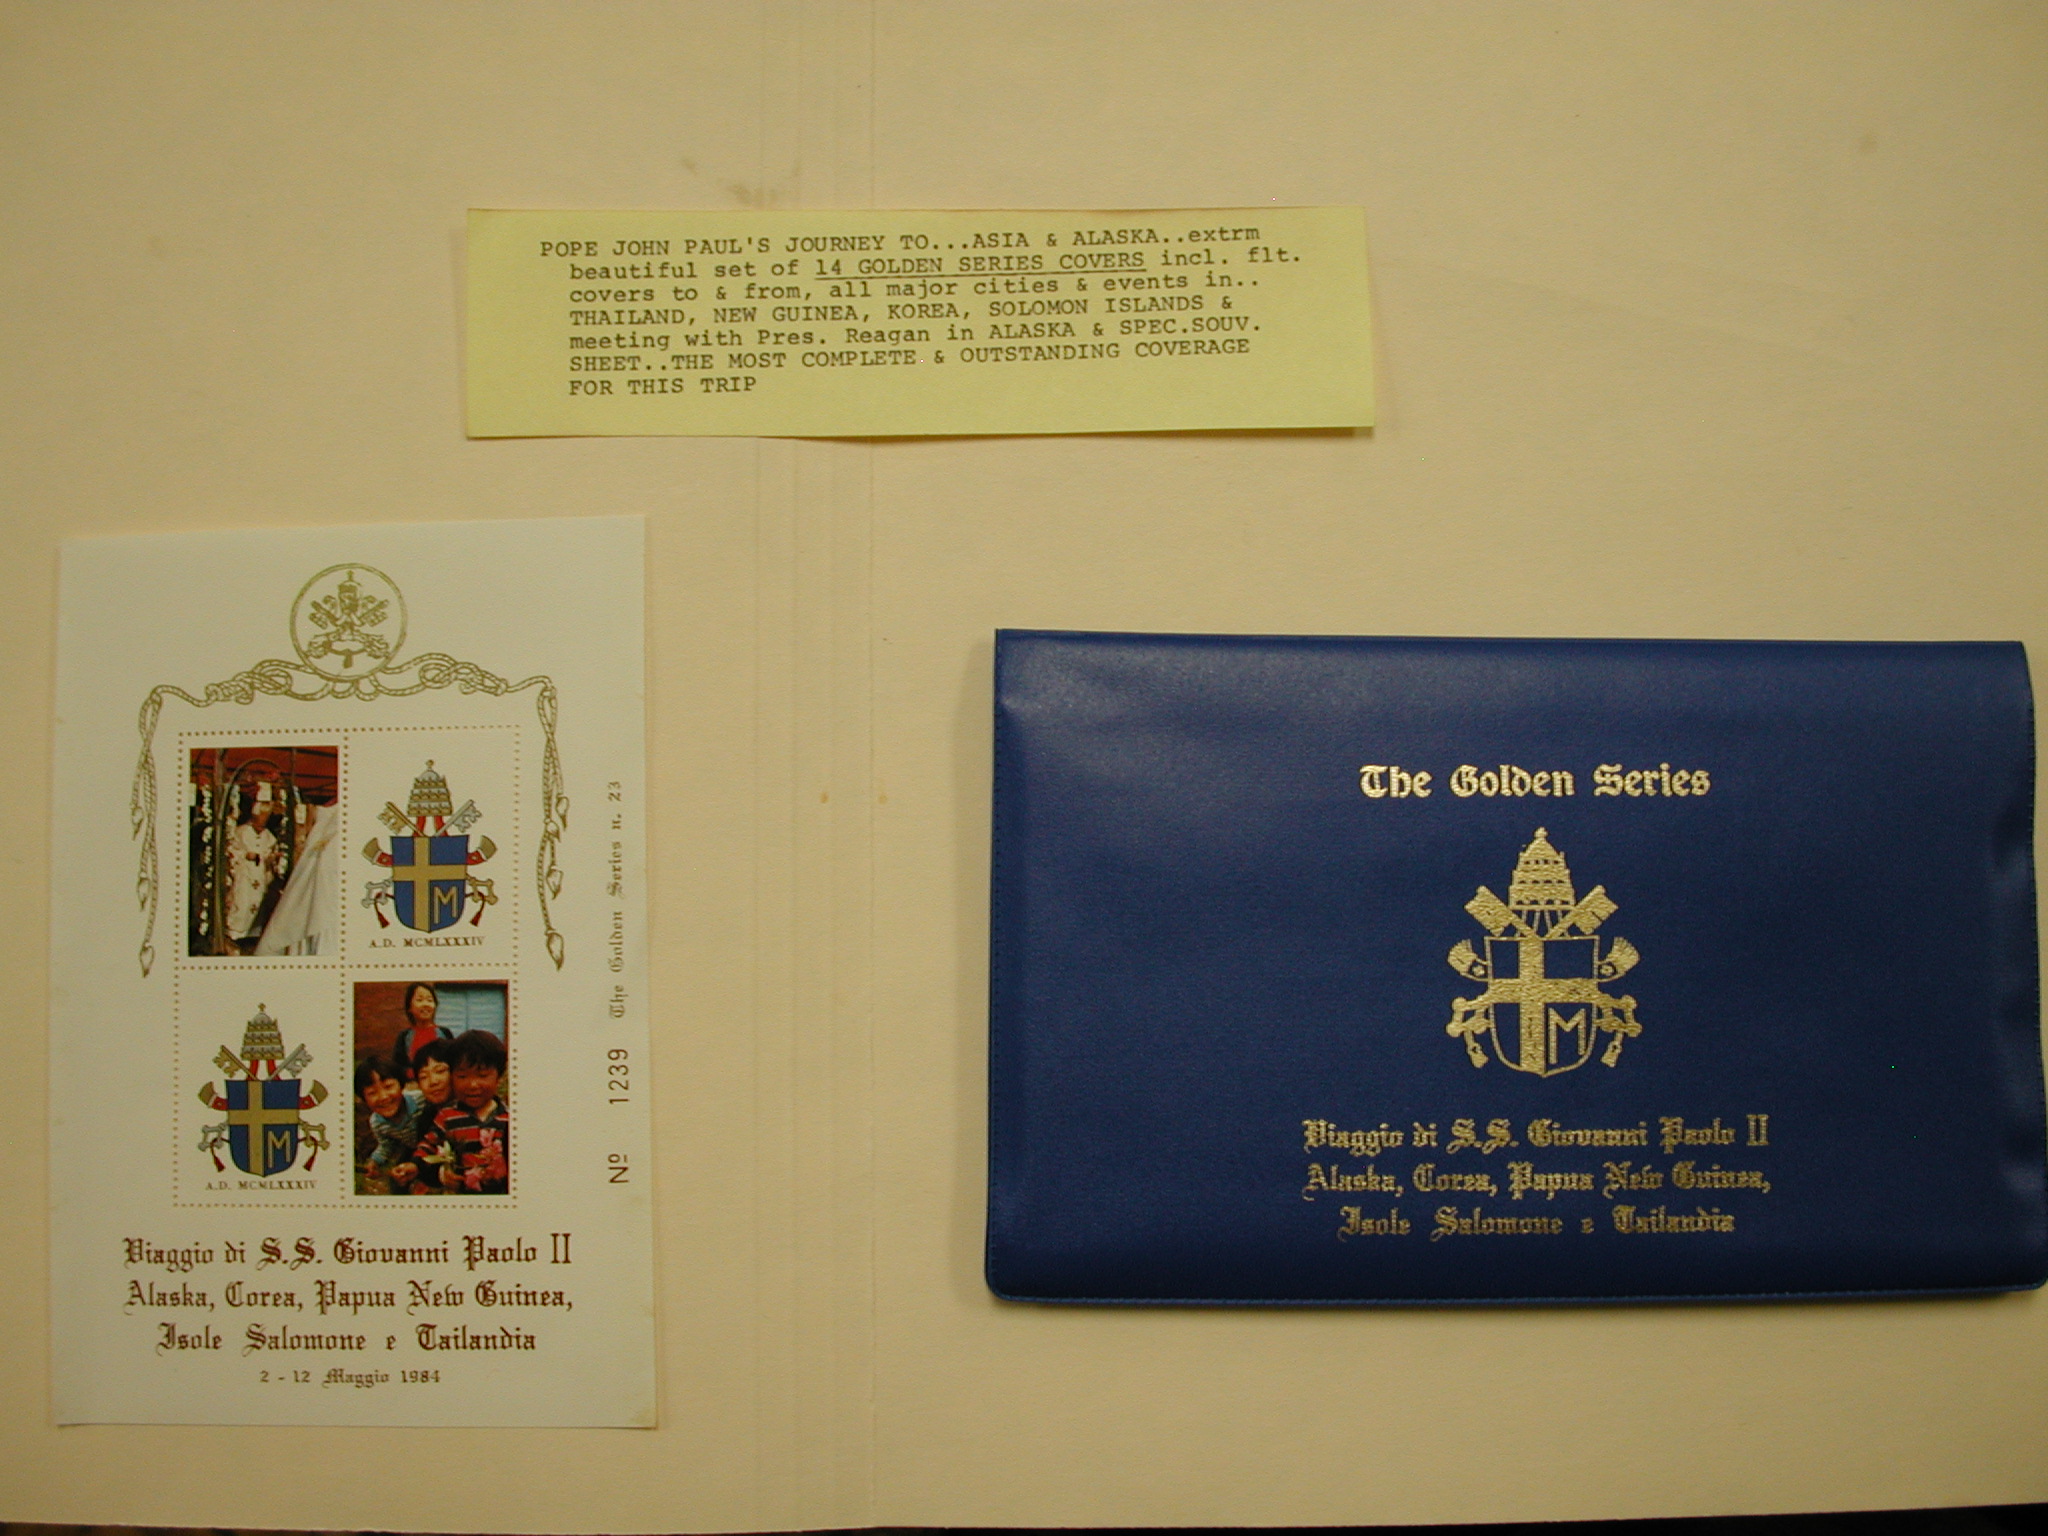 POPE JOHN PAUL'S JOURNEY TO...ASIA & ALASKA..extrm
beautiful set of 14 GOLDEN SERIES COVERS incl. flt.
covers to & from, all major cities & events in..
THAILAND, NEW GUINEA, KOREA, SOLOMON ISLANDS &
meeting with Pres. Reagan in ALASKA & SPEC.SOUV.
SHEET..THE MOST COMPLETE & OUTSTANDING COVERAGE
FOR THIS TRIP
M
A.D. MCMLXXXIV
M
A.D. MCMLXXXIV
Nº 1239 The Golden Series n. 23
Viaggio di S.S. Giovanni Paolo II
Alaska, Corea, Papua New Guinea,
Isole Salomone e Tailandia
2 - 12 Maggio 1984
The Golden Series
M
Viaggio di S.S. Giovanni Paolo II
Alaska, Corea, Papua New Guinea,
Isole Salomone e Tailandia